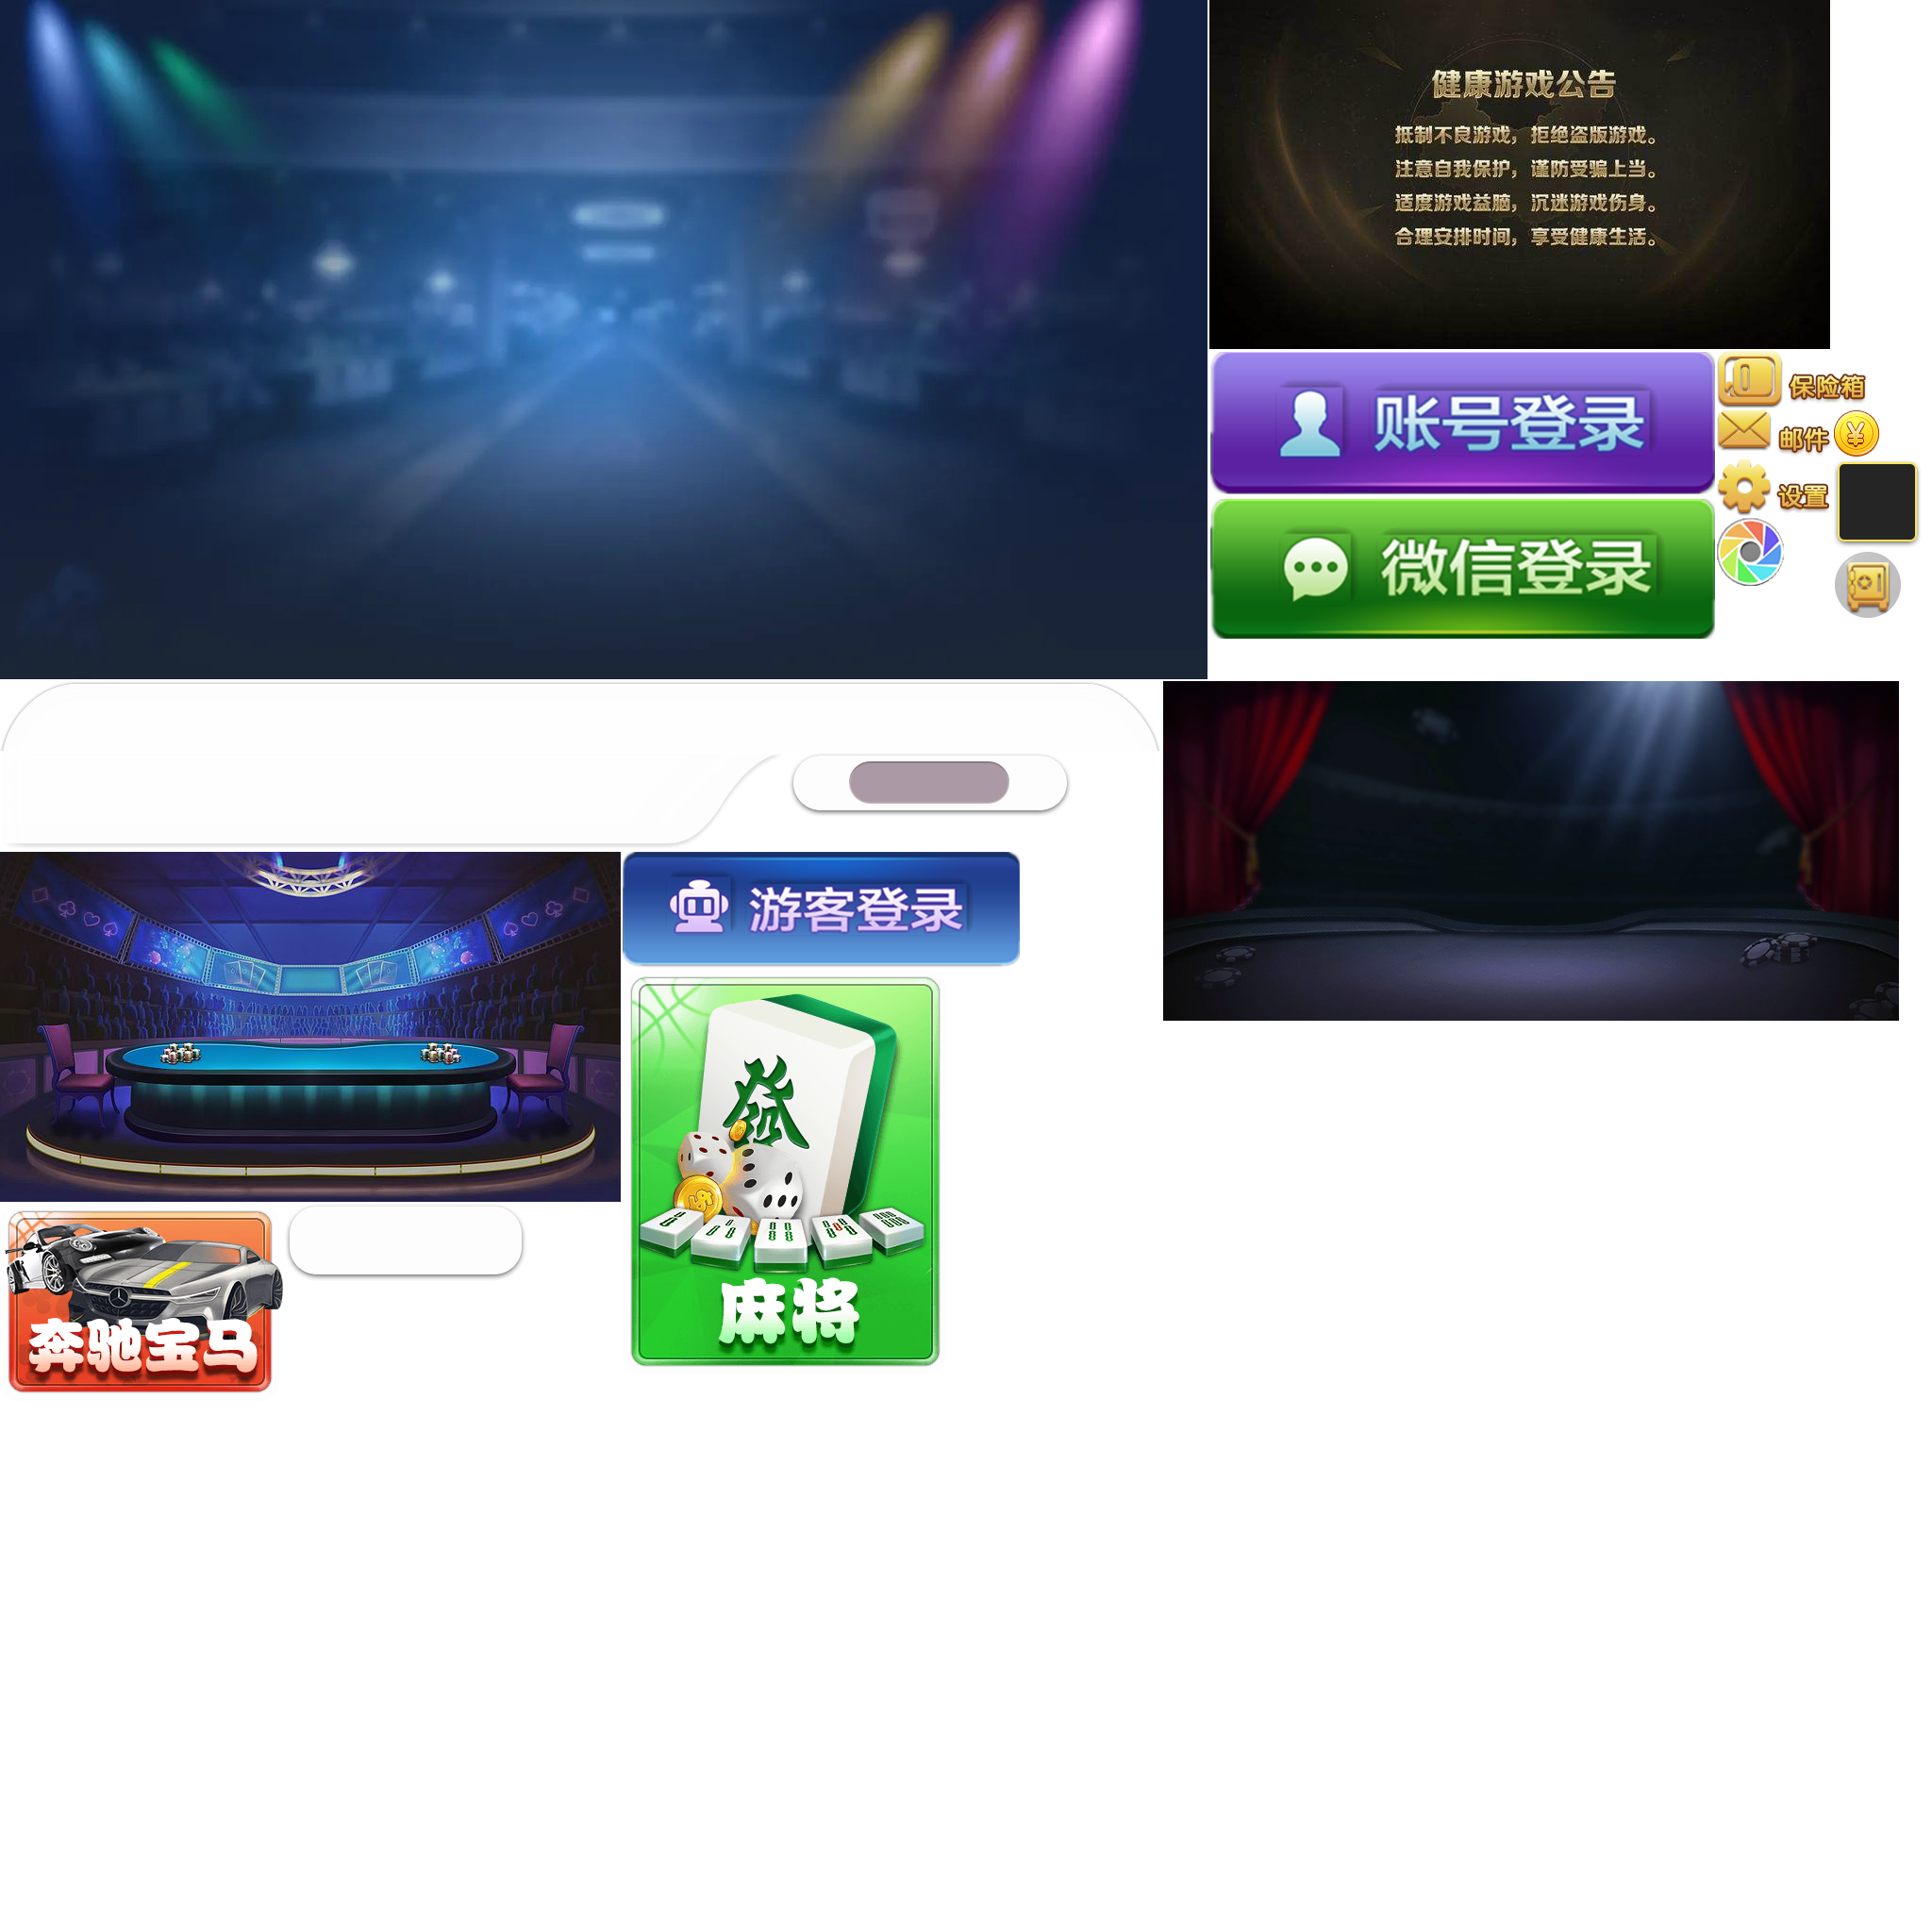 健康游戏公告
抵制不良游戏，拒绝盗版游戏。
注意自我保护，谨防受骗上当。
适度游戏益脑，沉迷游戏伤身。
合理安排时间，享受健康生活。
账号登录
保险箱
邮件
¥
设置
微信登录
游客登录
發
麻将
奔驰宝马